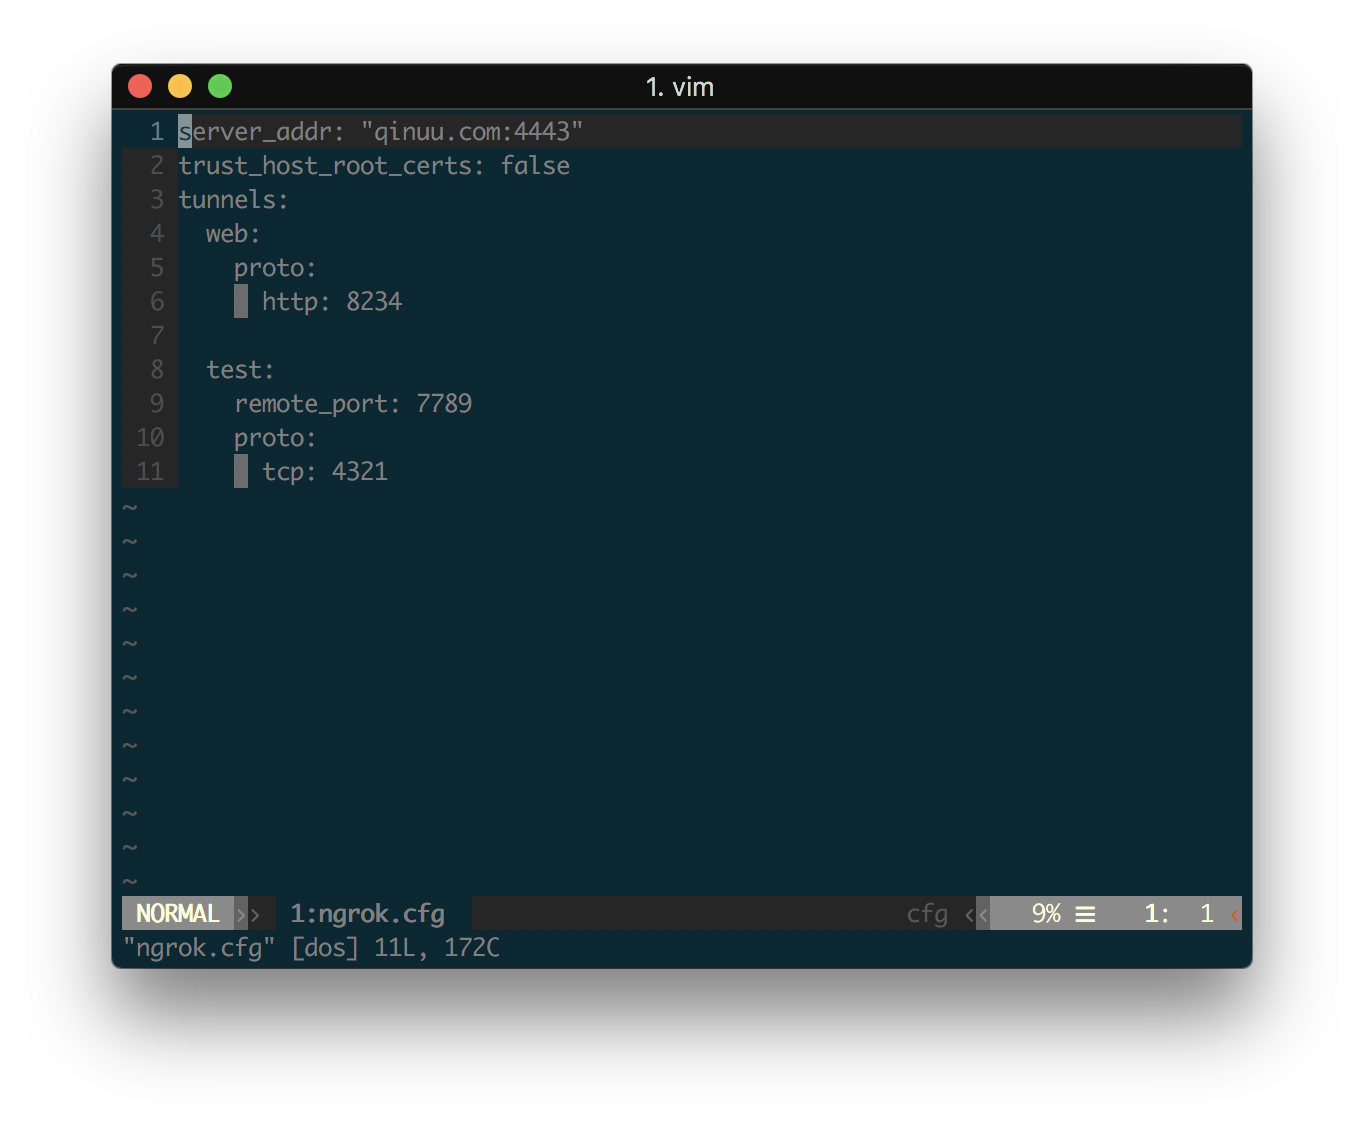 1. vim
1 server_addr: "qinuu.com:4443"
2 trust_host_root_certs: false
3 tunnels:
4   web:
5     proto:
6       http: 8234
7
8   test:
9     remote_port: 7789
10     proto:
11       tcp: 4321
~
~
~
~
~
~
~
~
~
~
~
~
NORMAL >> 1:ngrok.cfg cfg << 9% ☰ 1: 1 <
"ngrok.cfg" [dos] 11L, 172C